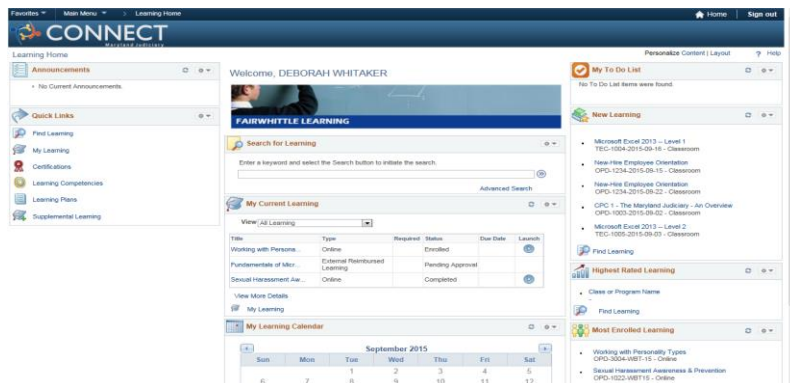 Favorites Main Menu > Learning Home
Home Sign out
CONNECT
Maryland Judiciary
Learning Home
Personalize Content | Layout ? Help
Announcements
• No Current Announcements.
Quick Links
Find Learning
My Learning
Certifications
Learning Competencies
Learning Plans
Supplemental Learning
Welcome, DEBORAH WHITAKER
FAIRWHITTLE LEARNING
Search for Learning
Enter a keyword and select the Search button to initiate the search.
Advanced Search
My Current Learning
View All Learning
Title Type Required Status Due Date Launch
Working with Persona... Online Enrolled
Fundamentals of Micr... External Reimbursed Learning Pending Approval
Sexual Harassment Aw... Online Completed
View More Details
My Learning
My Learning Calendar
September 2015
Sun Mon Tue Wed Thu Fri Sat
1 2 3 4 5
6 7 8 9 10 11 12
My To Do List
No To Do List items were found.
New Learning
• Microsoft Excel 2013 -- Level 1
TEC-1004-2015-09-16 - Classroom
• New-Hire Employee Orientation
OPD-1234-2015-09-15 - Classroom
• New-Hire Employee Orientation
OPD-1234-2015-09-22 - Classroom
• CPC 1 - The Maryland Judiciary - An Overview
OPD-1003-2015-09-02 - Classroom
• Microsoft Excel 2013 -- Level 2
TEC-1005-2015-09-03 - Classroom
Find Learning
Highest Rated Learning
• Class or Program Name
-
Find Learning
Most Enrolled Learning
• Working with Personality Types
OPD-3004-WBT-15 - Online
• Sexual Harassment Awareness & Prevention
OPD-1022-WBT15 - Online